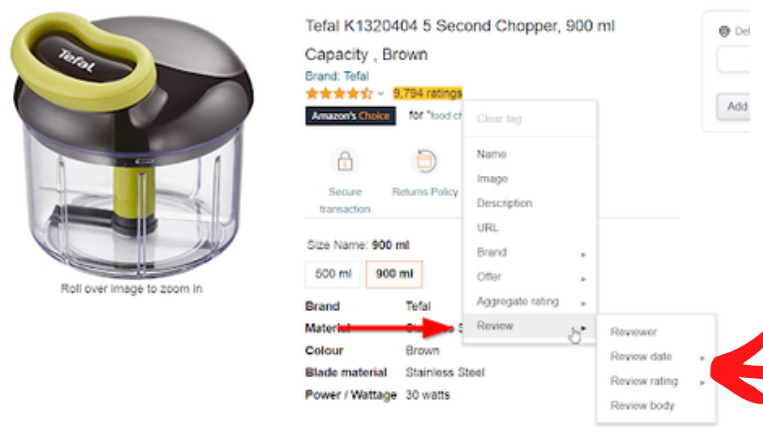 Tefal
Roll over image to zoom in
Tefal K1320404 5 Second Chopper, 900 ml
Capacity , Brown
Brand: Tefal
9,794 ratings
Amazon's Choice for "food ch
Secure
transaction
Returns Policy
Size Name: 900 ml
500 ml 900 ml
Brand Tefal
Material
Colour Brown
Blade material Stainless Steel
Power / Wattage 30 watts
Clear tag
Name
Image
Description
URL
Brand
Offer
Aggregate rating
Review
Reviewer
Review date
Review rating
Review body
Del
Add